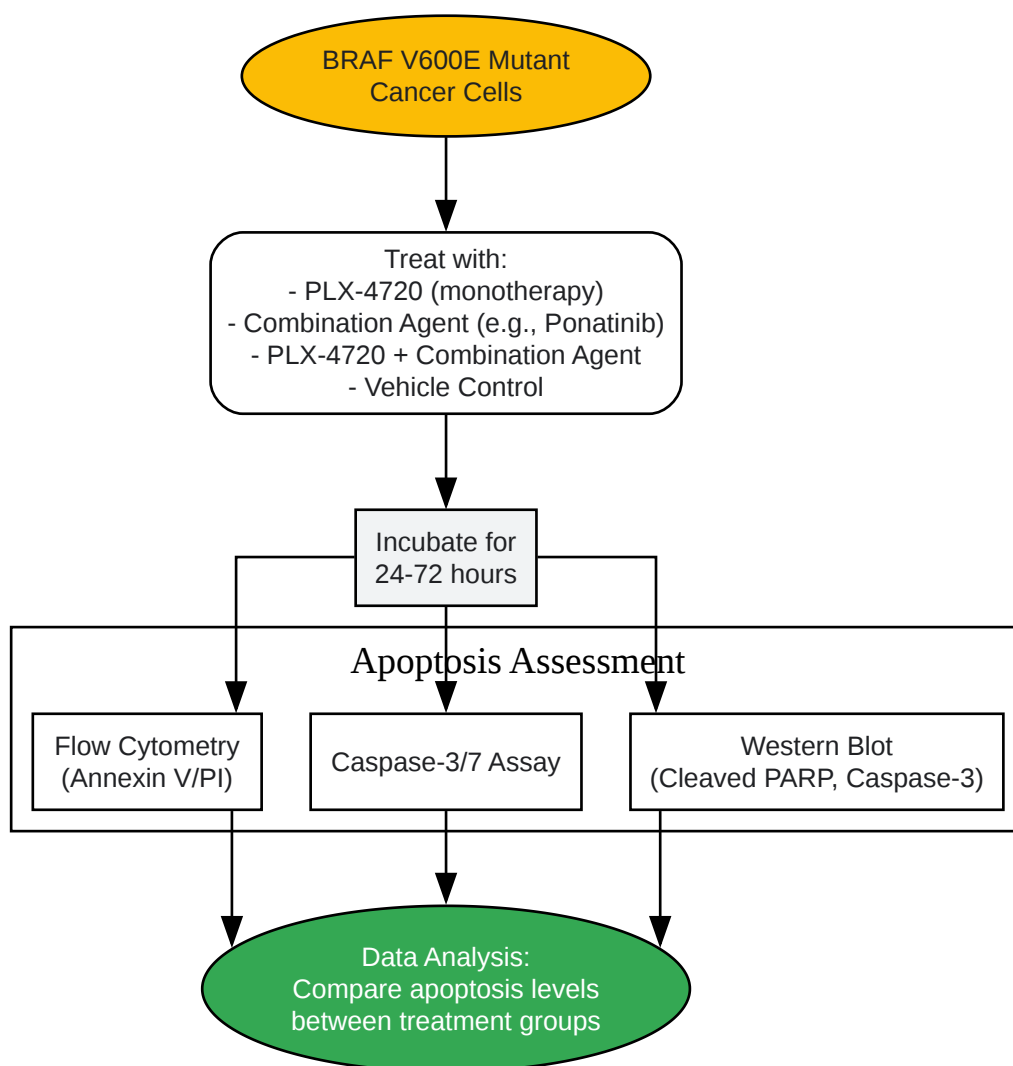 BRAF V600E Mutant
Cancer Cells
Treat with:
- PLX-4720 (monotherapy)
- Combination Agent (e.g., Ponatinib)
- PLX-4720 + Combination Agent
- Vehicle Control
Incubate for
24-72 hours
Apoptosis Assessment
Flow Cytometry
(Annexin V/PI)
Caspase-3/7 Assay
Western Blot
(Cleaved PARP, Caspase-3)
Data Analysis:
Compare apoptosis levels
between treatment groups